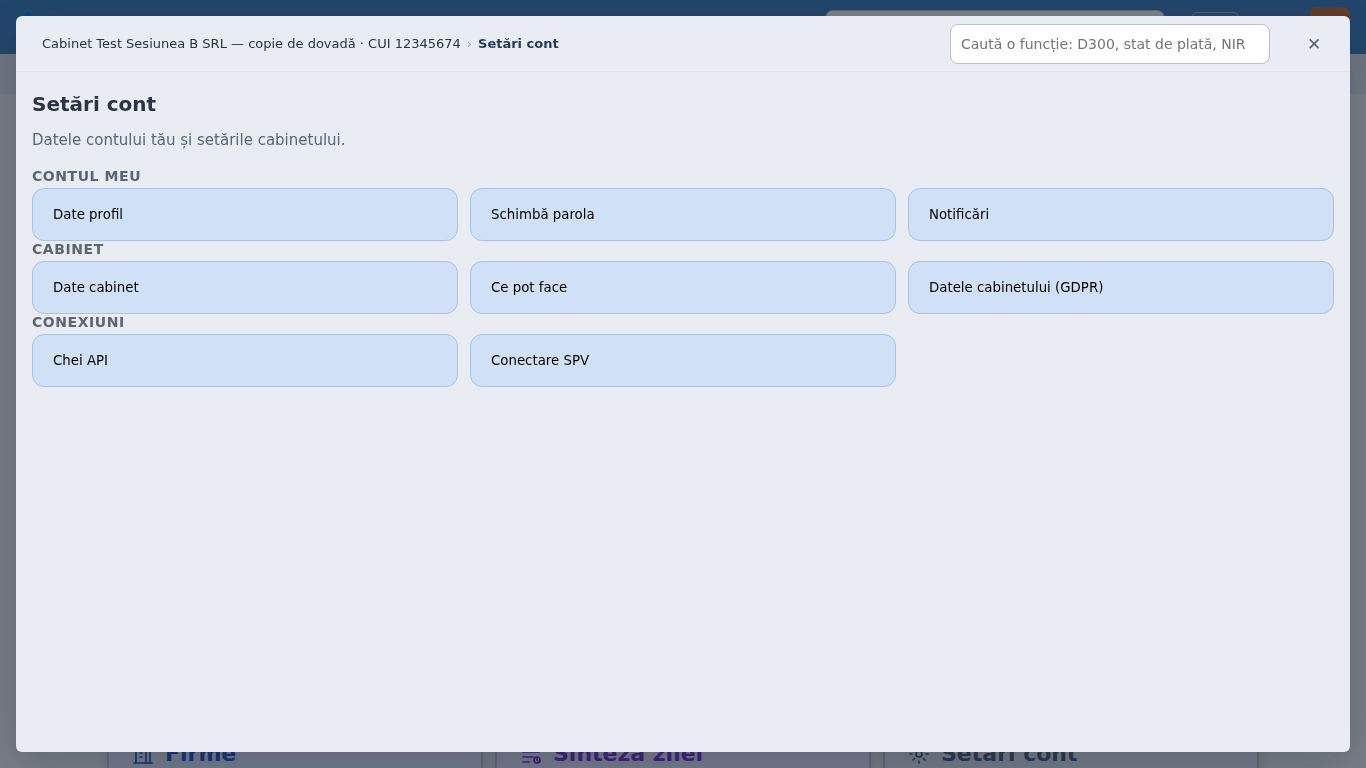 Cabinet Test Sesiunea B SRL — copie de dovadă · CUI 12345674 › Setări cont
Caută o funcție: D300, stat de plată, NIR
✕
Setări cont
Datele contului tău și setările cabinetului.
CONTUL MEU
Date profil
Schimbă parola
Notificări
CABINET
Date cabinet
Ce pot face
Datele cabinetului (GDPR)
CONEXIUNI
Chei API
Conectare SPV
Firme
Sinteza zilei
Setări cont